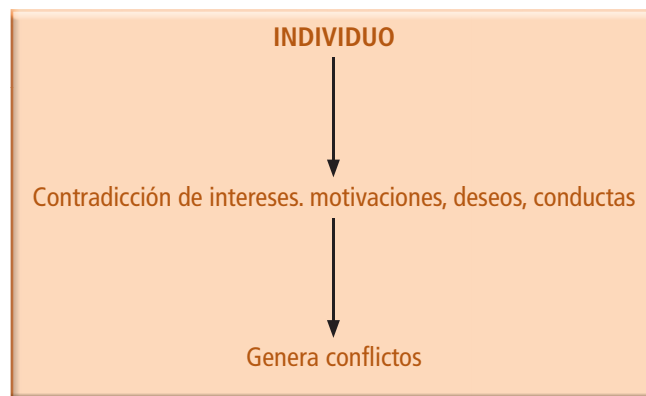 INDIVIDUO
Contradicción de intereses. motivaciones, deseos, conductas
Genera conflictos